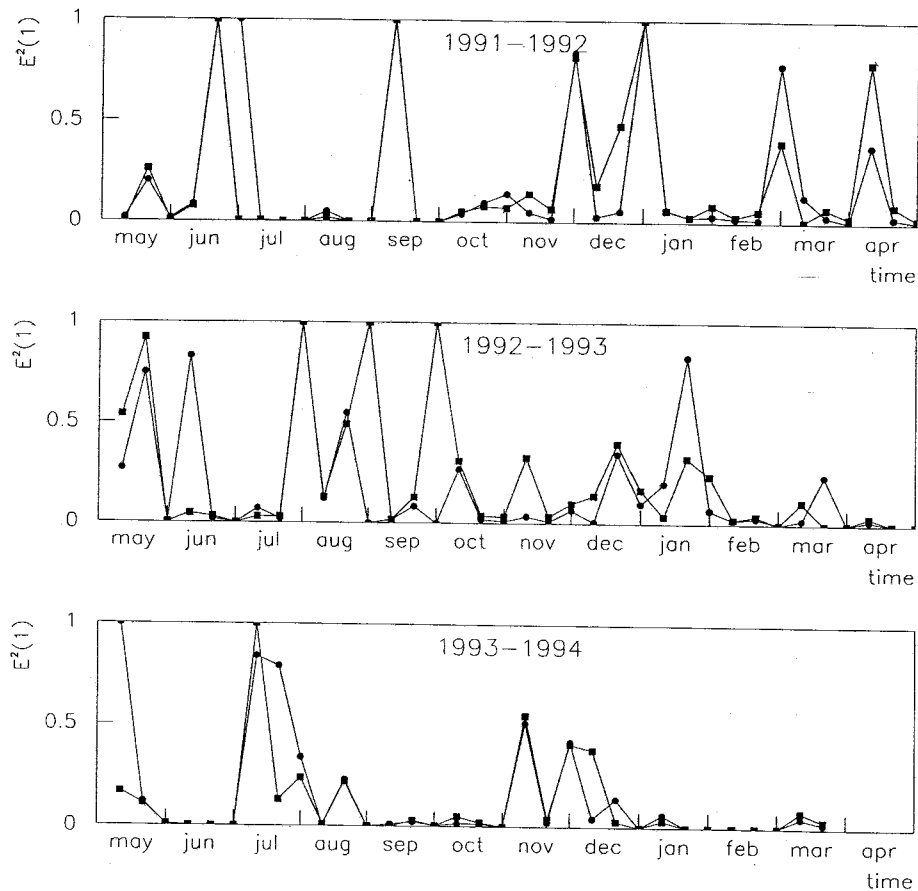 1
E²(1)
1991-1992
0.5
0
may jun jul aug sep oct nov dec jan feb mar apr
time
1
E²(1)
1992-1993
0.5
0
may jun jul aug sep oct nov dec jan feb mar apr
time
1
E²(1)
1993-1994
0.5
0
may jun jul aug sep oct nov dec jan feb mar apr
time